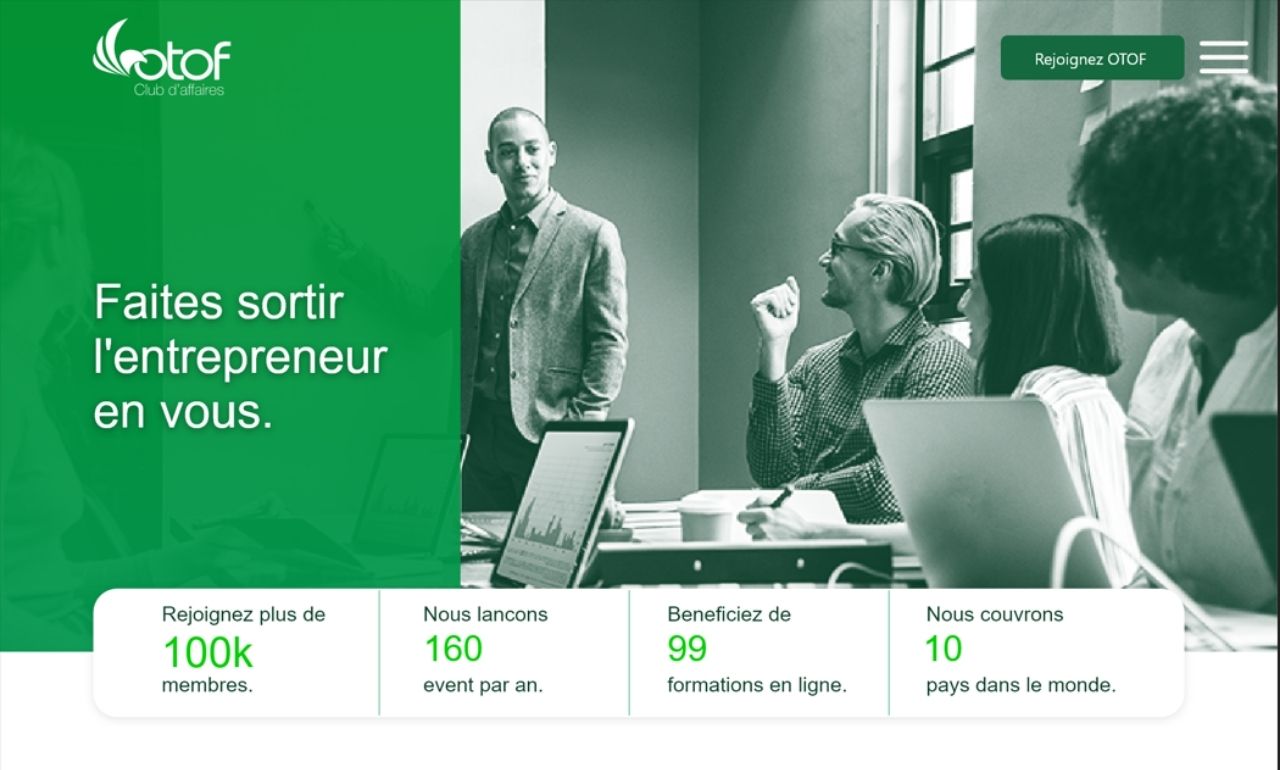 otof
Club d'affaires
Rejoignez OTOF
Faites sortir
l'entrepreneur
en vous.
Rejoignez plus de
100k
membres.
Nous lancons
160
event par an.
Beneficiez de
99
formations en ligne.
Nous couvrons
10
pays dans le monde.